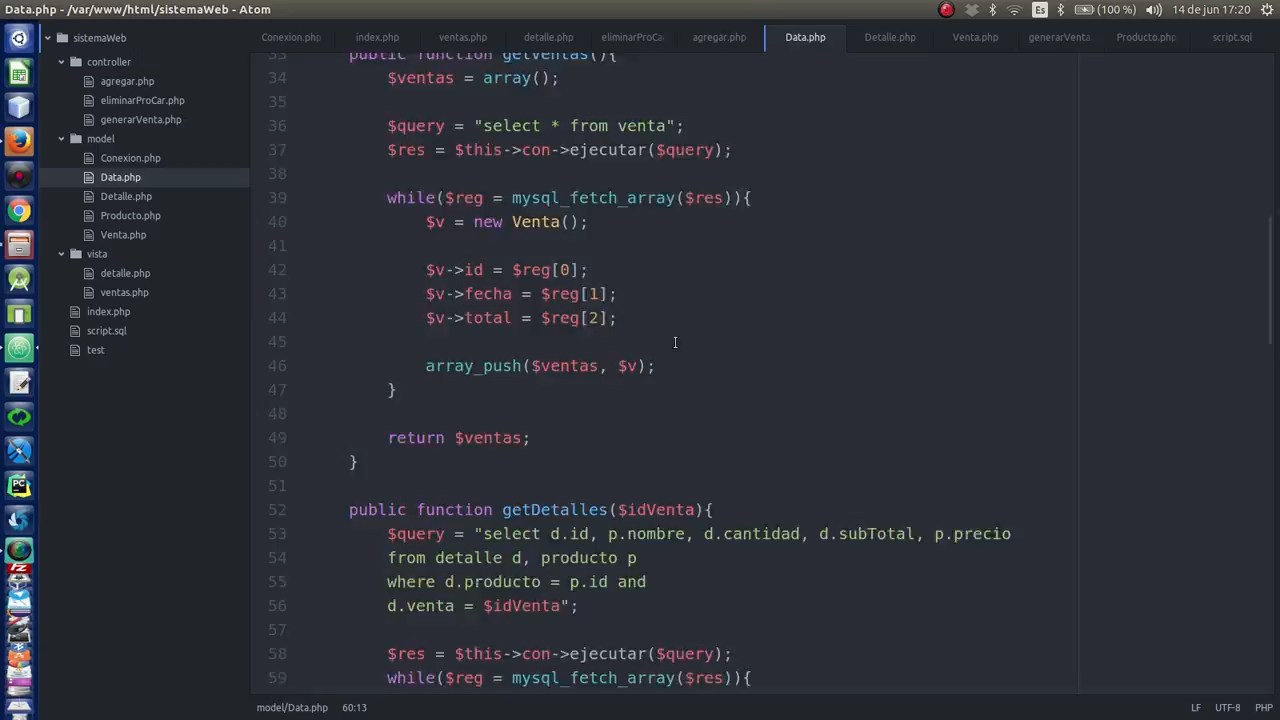 Data.php - /var/www/html/sistemaWeb - Atom
Es
(100 %)
14 de jun 17:20
sistemaWeb
controller
agregar.php
eliminarProCar.php
generarVenta.php
model
Conexion.php
Data.php
Detalle.php
Producto.php
Venta.php
vista
detalle.php
ventas.php
index.php
script.sql
test
Conexion.php
index.php
ventas.php
detalle.php
eliminarProCa
agregar.php
Data.php
Detalle.php
Venta.php
generarVenta
Producto.php
script.sql
33 public function getVentas(){
34 $ventas = array();
35
36 $query = "select * from venta";
37 $res = $this->con->ejecutar($query);
38
39 while($reg = mysql_fetch_array($res)){
40 $v = new Venta();
41
42 $v->id = $reg[0];
43 $v->fecha = $reg[1];
44 $v->total = $reg[2];
45
46 array_push($ventas, $v);
47 }
48
49 return $ventas;
50 }
51
52 public function getDetalles($idVenta){
53 $query = "select d.id, p.nombre, d.cantidad, d.subTotal, p.precio
54 from detalle d, producto p
55 where d.producto = p.id and
56 d.venta = $idVenta";
57
58 $res = $this->con->ejecutar($query);
59 while($reg = mysql_fetch_array($res)){
PC
FZ
model/Data.php 60:13
LF UTF-8 PHP